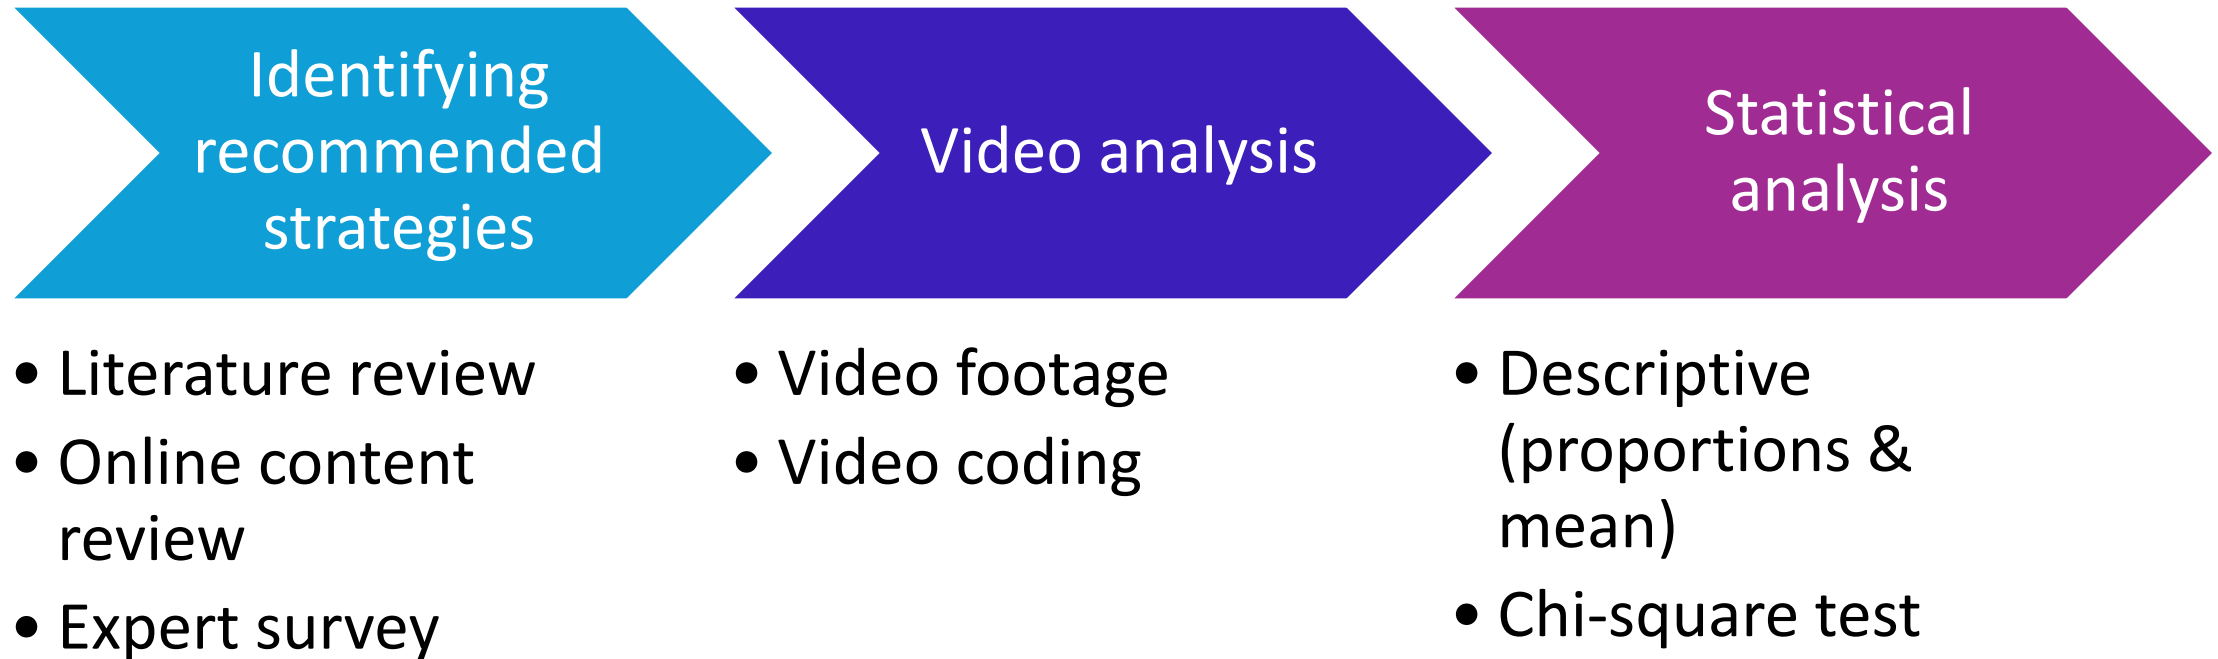 Identifying
recommended
strategies
• Literature review
• Online content
review
• Expert survey
Video analysis
• Video footage
• Video coding
Statistical
analysis
• Descriptive
(proportions &
mean)
• Chi-square test